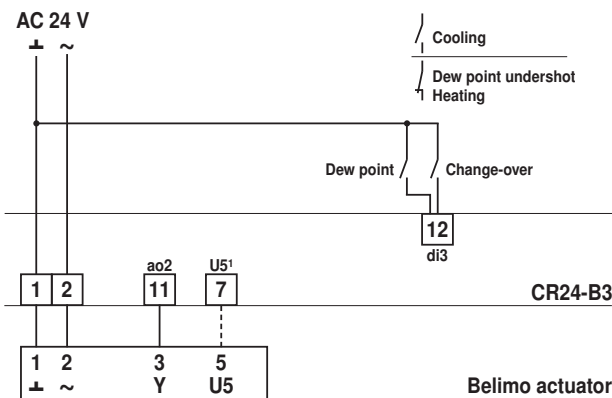 AC 24 V
⊥ ~
Cooling
Dew point undershot
Heating
Dew point
Change-over
12
di3
ao2 U5¹
1 2 11 7
CR24-B3
1 2 3 5
⊥ ~ Y U5
Belimo actuator